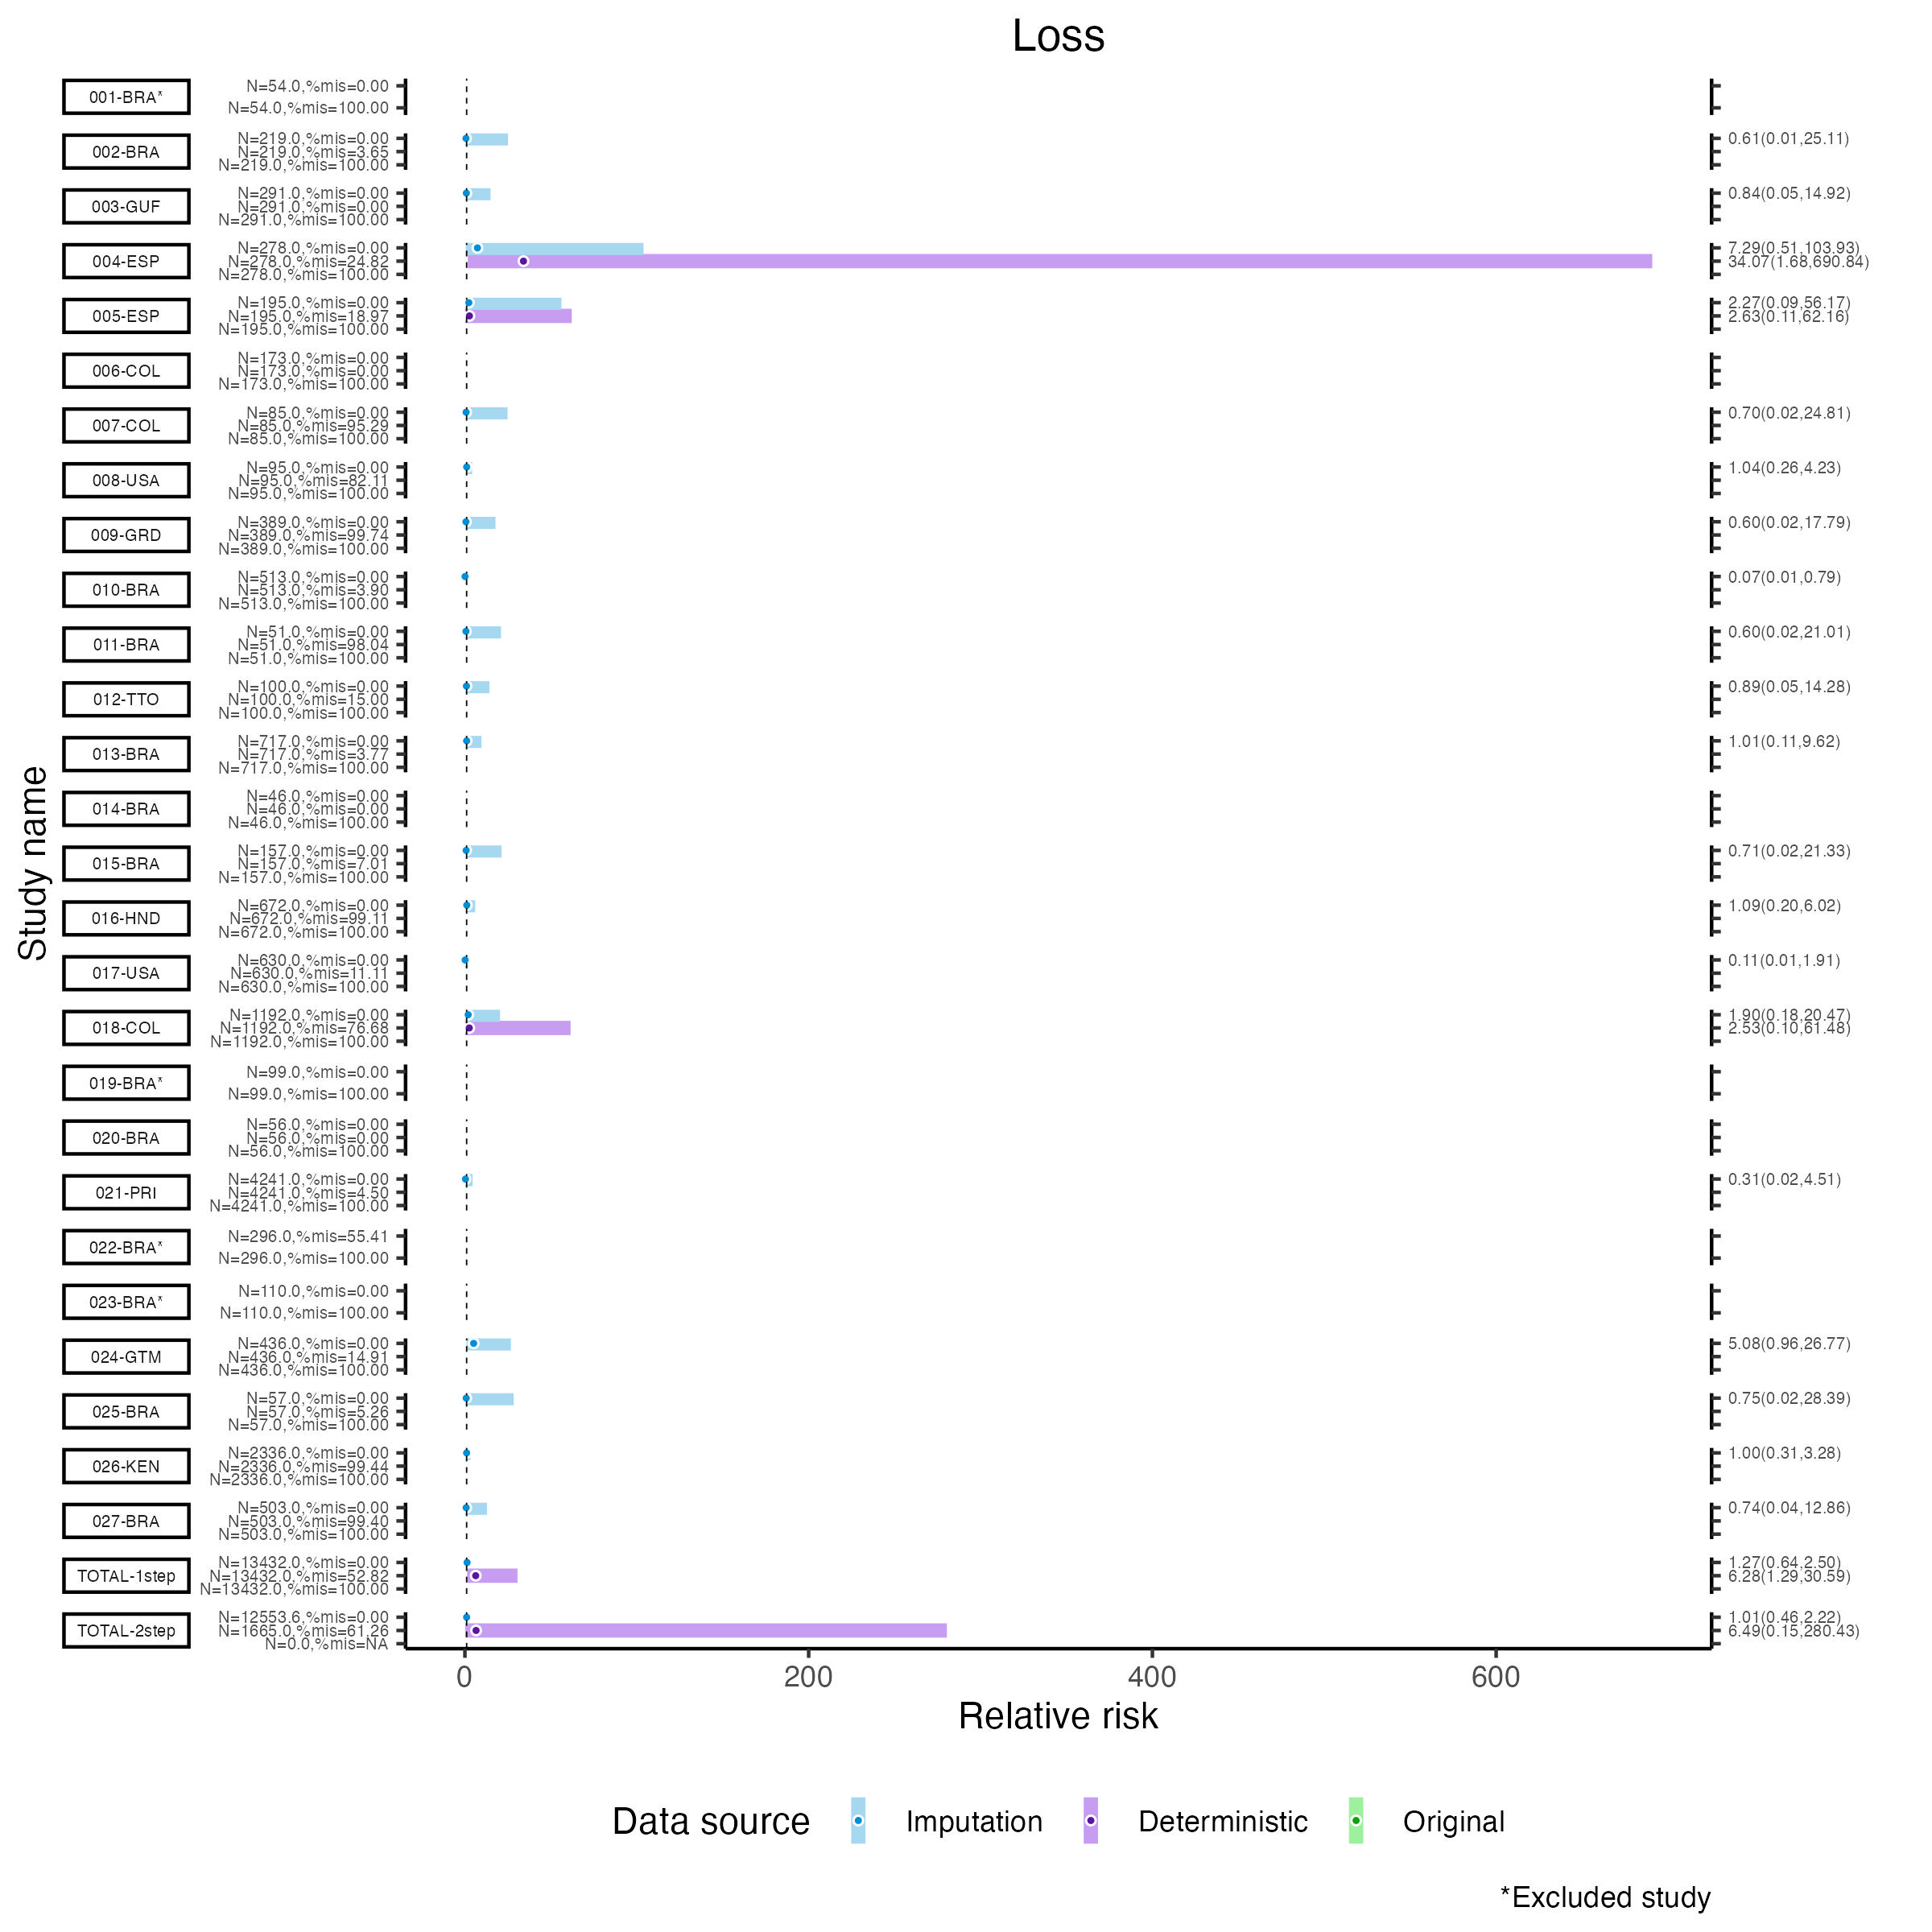 Loss
Study name
001-BRA*
N=54.0,%mis=0.00
N=54.0,%mis=100.00
002-BRA
N=219.0,%mis=0.00 0.61(0.01,25.11)
N=219.0,%mis=3.65
N=219.0,%mis=100.00
003-GUF
N=291.0,%mis=0.00 0.84(0.05,14.92)
N=291.0,%mis=0.00
N=291.0,%mis=100.00
004-ESP
N=278.0,%mis=0.00 7.29(0.51,103.93)
N=278.0,%mis=24.82 34.07(1.68,690.84)
N=278.0,%mis=100.00
005-ESP
N=195.0,%mis=0.00 2.27(0.09,56.17)
N=195.0,%mis=18.97 2.63(0.11,62.16)
N=195.0,%mis=100.00
006-COL
N=173.0,%mis=0.00
N=173.0,%mis=0.00
N=173.0,%mis=100.00
007-COL
N=85.0,%mis=0.00 0.70(0.02,24.81)
N=85.0,%mis=95.29
N=85.0,%mis=100.00
008-USA
N=95.0,%mis=0.00 1.04(0.26,4.23)
N=95.0,%mis=82.11
N=95.0,%mis=100.00
009-GRD
N=389.0,%mis=0.00 0.60(0.02,17.79)
N=389.0,%mis=99.74
N=389.0,%mis=100.00
010-BRA
N=513.0,%mis=0.00 0.07(0.01,0.79)
N=513.0,%mis=3.90
N=513.0,%mis=100.00
011-BRA
N=51.0,%mis=0.00 0.60(0.02,21.01)
N=51.0,%mis=98.04
N=51.0,%mis=100.00
012-TTO
N=100.0,%mis=0.00 0.89(0.05,14.28)
N=100.0,%mis=15.00
N=100.0,%mis=100.00
013-BRA
N=717.0,%mis=0.00 1.01(0.11,9.62)
N=717.0,%mis=3.77
N=717.0,%mis=100.00
014-BRA
N=46.0,%mis=0.00
N=46.0,%mis=0.00
N=46.0,%mis=100.00
015-BRA
N=157.0,%mis=0.00 0.71(0.02,21.33)
N=157.0,%mis=7.01
N=157.0,%mis=100.00
016-HND
N=672.0,%mis=0.00 1.09(0.20,6.02)
N=672.0,%mis=99.11
N=672.0,%mis=100.00
017-USA
N=630.0,%mis=0.00 0.11(0.01,1.91)
N=630.0,%mis=11.11
N=630.0,%mis=100.00
018-COL
N=1192.0,%mis=0.00 1.90(0.18,20.47)
N=1192.0,%mis=76.68 2.53(0.10,61.48)
N=1192.0,%mis=100.00
019-BRA*
N=99.0,%mis=0.00
N=99.0,%mis=100.00
020-BRA
N=56.0,%mis=0.00
N=56.0,%mis=0.00
N=56.0,%mis=100.00
021-PRI
N=4241.0,%mis=0.00 0.31(0.02,4.51)
N=4241.0,%mis=4.50
N=4241.0,%mis=100.00
022-BRA*
N=296.0,%mis=55.41
N=296.0,%mis=100.00
023-BRA*
N=110.0,%mis=0.00
N=110.0,%mis=100.00
024-GTM
N=436.0,%mis=0.00 5.08(0.96,26.77)
N=436.0,%mis=14.91
N=436.0,%mis=100.00
025-BRA
N=57.0,%mis=0.00 0.75(0.02,28.39)
N=57.0,%mis=5.26
N=57.0,%mis=100.00
026-KEN
N=2336.0,%mis=0.00 1.00(0.31,3.28)
N=2336.0,%mis=99.44
N=2336.0,%mis=100.00
027-BRA
N=503.0,%mis=0.00 0.74(0.04,12.86)
N=503.0,%mis=99.40
N=503.0,%mis=100.00
TOTAL-1step
N=13432.0,%mis=0.00 1.27(0.64,2.50)
N=13432.0,%mis=52.82 6.28(1.29,30.59)
N=13432.0,%mis=100.00
TOTAL-2step
N=12553.6,%mis=0.00 1.01(0.46,2.22)
N=1665.0,%mis=61.26 6.49(0.15,280.43)
N=0.0,%mis=NA
0 200 400 600
Relative risk
Data source Imputation Deterministic Original
*Excluded study